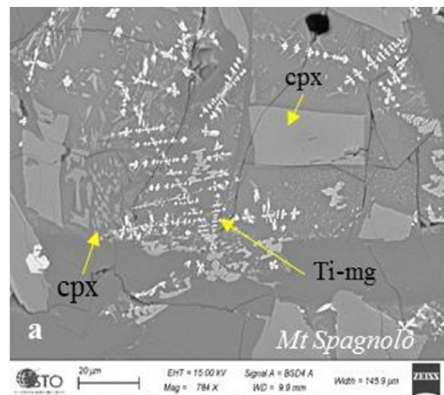 cpx
cpx
Ti-mg
a
Mt Spagnolo
STO
20 µm
EHT = 15.00 kV
Signal A = BSD4 A
Mag = 784 X
WD = 9.9 mm
Width = 145.9 µm
ZEISS